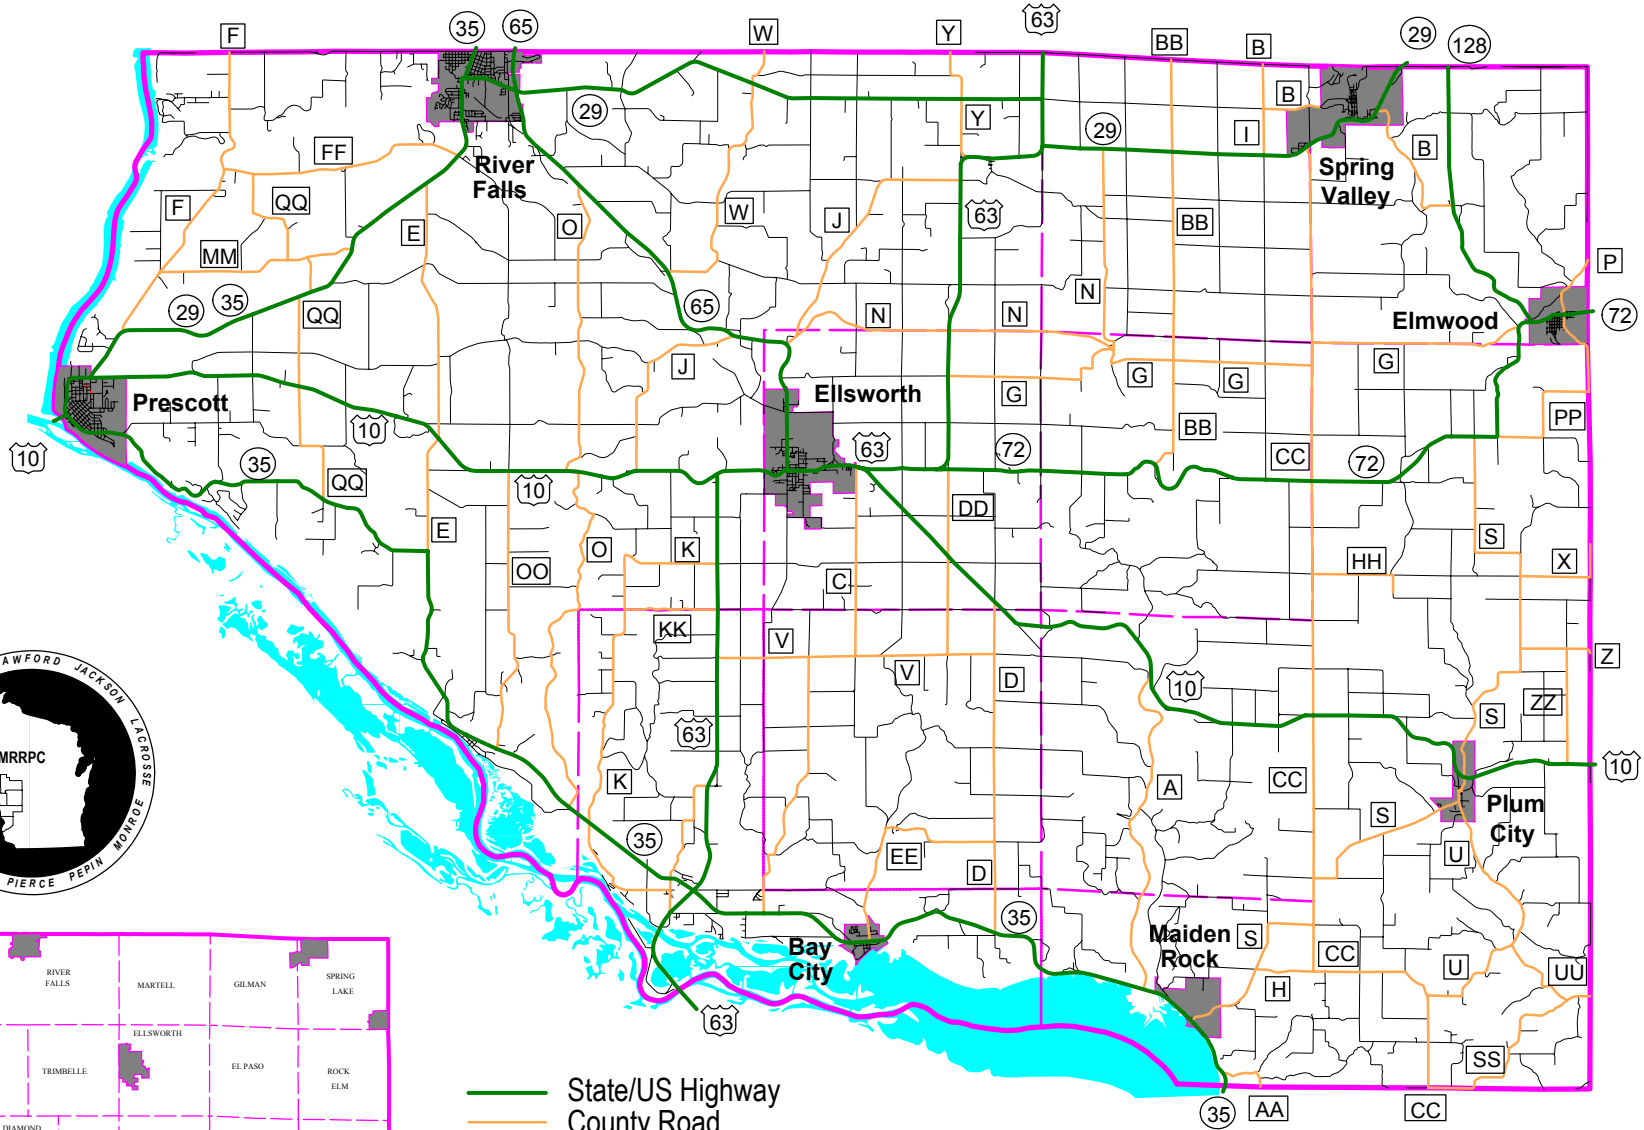 F
35
65
W
Y
63
BB
B
29
128
B
29
Y
29
I
B
FF
River
Falls
Spring
Valley
F
QQ
E
O
W
J
63
BB
MM
P
29
35
QQ
65
N
N
N
Elmwood
72
J
G
G
G
G
Ellsworth
Prescott
PP
10
10
35
QQ
63
72
BB
CC
72
10
DD
E
OO
O
K
C
HH
S
X
KK
V
V
D
10
Z
ZZ
S
63
10
K
A
CC
S
Plum
City
35
EE
D
U
35
Bay
City
Maiden
Rock
S
CC
U
UU
H
63
SS
35
AA
CC
AWFORD JACKSON LACROSSE
MRRPC
PIERCE PEPIN MONROE
RIVER
FALLS
MARTELL
GILMAN
SPRING
LAKE
ELLSWORTH
TRIMBELLE
EL PASO
ROCK
ELM
DIAMOND
State/US Highway
County Road